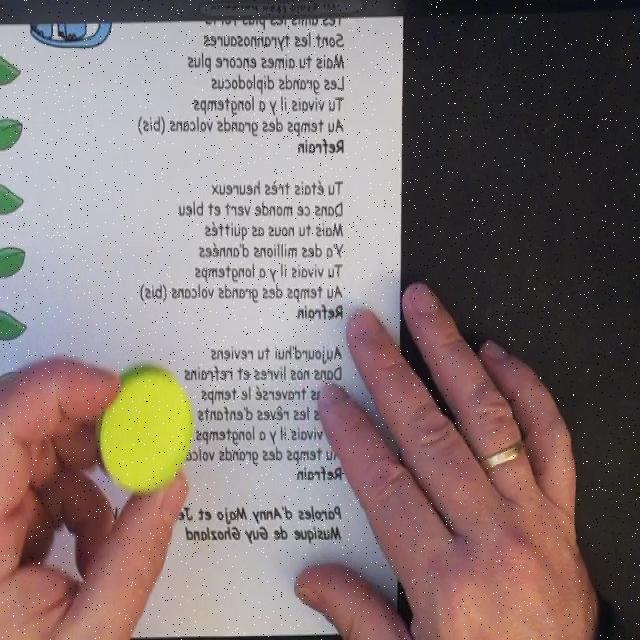 Tes amis les plus forts
Sont les tyrannosaures
Mais tu aimes encore plus
Les grands diplodocus
Tu vivais il y a longtemps
Au temps des grands volcans (bis)
Refrain
Tu étais très heureux
Dans ce monde vert et bleu
Mais tu nous as quittés
Y'a des millions d'années
Tu vivais il y a longtemps
Au temps des grands volcans (bis)
Refrain
Aujourd'hui tu reviens
Dans nos livres et refrains
as traversé le temps
les rêves d'enfants
vivais il y a longtemps
temps des grands
Refrain
Paroles d'Anny Majo et
Musique de Guy Ghozland